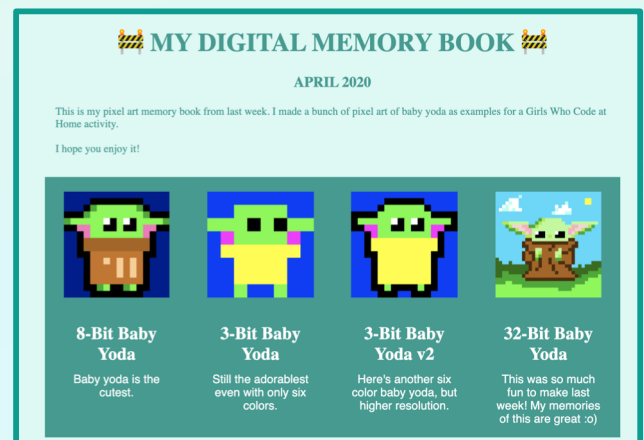 🚧 MY DIGITAL MEMORY BOOK 🚧
APRIL 2020
This is my pixel art memory book from last week. I made a bunch of pixel art of baby yoda as examples for a Girls Who Code at
Home activity.
I hope you enjoy it!
8-Bit Baby
Yoda
Baby yoda is the
cutest.
3-Bit Baby
Yoda
Still the adorablest
even with only six
colors.
3-Bit Baby
Yoda v2
Here's another six
color baby yoda, but
higher resolution.
32-Bit Baby
Yoda
This was so much
fun to make last
week! My memories
of this are great :o)